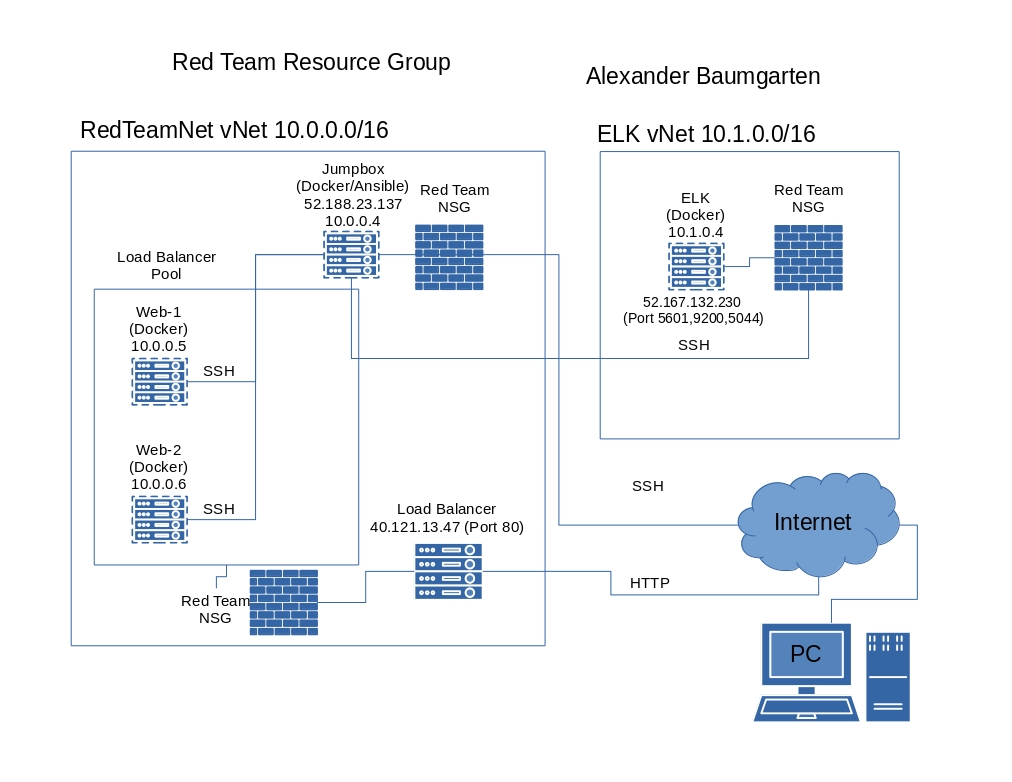 Red Team Resource Group
Alexander Baumgarten
RedTeamNet vNet 10.0.0.0/16
ELK vNet 10.1.0.0/16
Jumpbox
(Docker/Ansible)
52.188.23.137
10.0.0.4
Red Team
NSG
Load Balancer
Pool
Web-1
(Docker)
10.0.0.5
SSH
Web-2
(Docker)
10.0.0.6
SSH
Red Team
NSG
Load Balancer
40.121.13.47 (Port 80)
ELK
(Docker)
10.1.0.4
Red Team
NSG
52.167.132.230
(Port 5601,9200,5044)
SSH
SSH
Internet
HTTP
PC